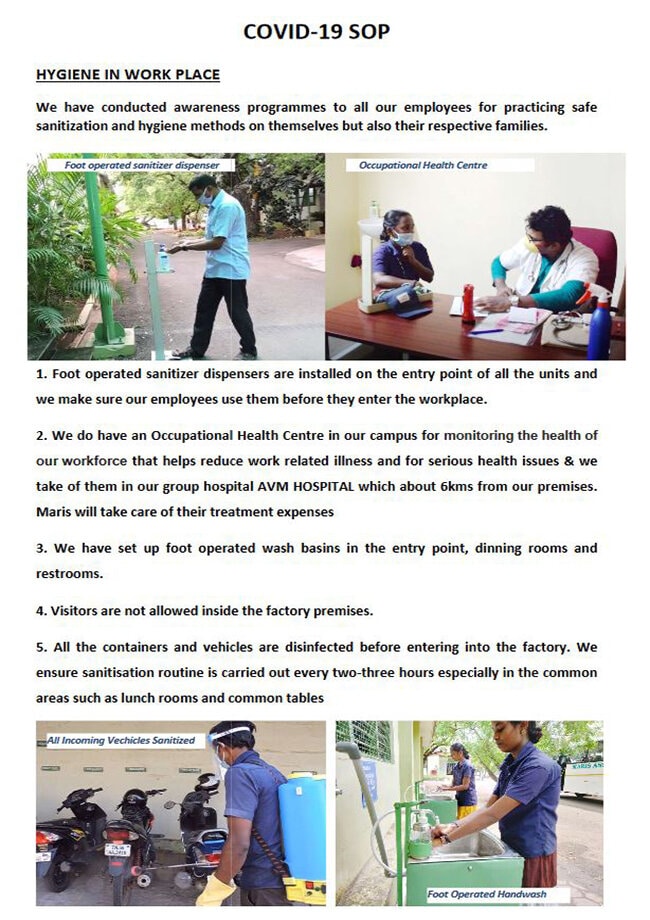 COVID-19 SOP
HYGIENE IN WORK PLACE
We have conducted awareness programmes to all our employees for practicing safe
sanitization and hygiene methods on themselves but also their respective families.
Foot operated sanitizer dispenser
Occupational Health Centre
1. Foot operated sanitizer dispensers are installed on the entry point of all the units and
we make sure our employees use them before they enter the workplace.
2. We do have an Occupational Health Centre in our campus for monitoring the health of
our workforce that helps reduce work related illness and for serious health issues & we
take of them in our group hospital AVM HOSPITAL which about 6kms from our premises.
Maris will take care of their treatment expenses
3. We have set up foot operated wash basins in the entry point, dinning rooms and
restrooms.
4. Visitors are not allowed inside the factory premises.
5. All the containers and vehicles are disinfected before entering into the factory. We
ensure sanitisation routine is carried out every two-three hours especially in the common
areas such as lunch rooms and common tables
All Incoming Vechicles Sanitized
Foot Operated Handwash